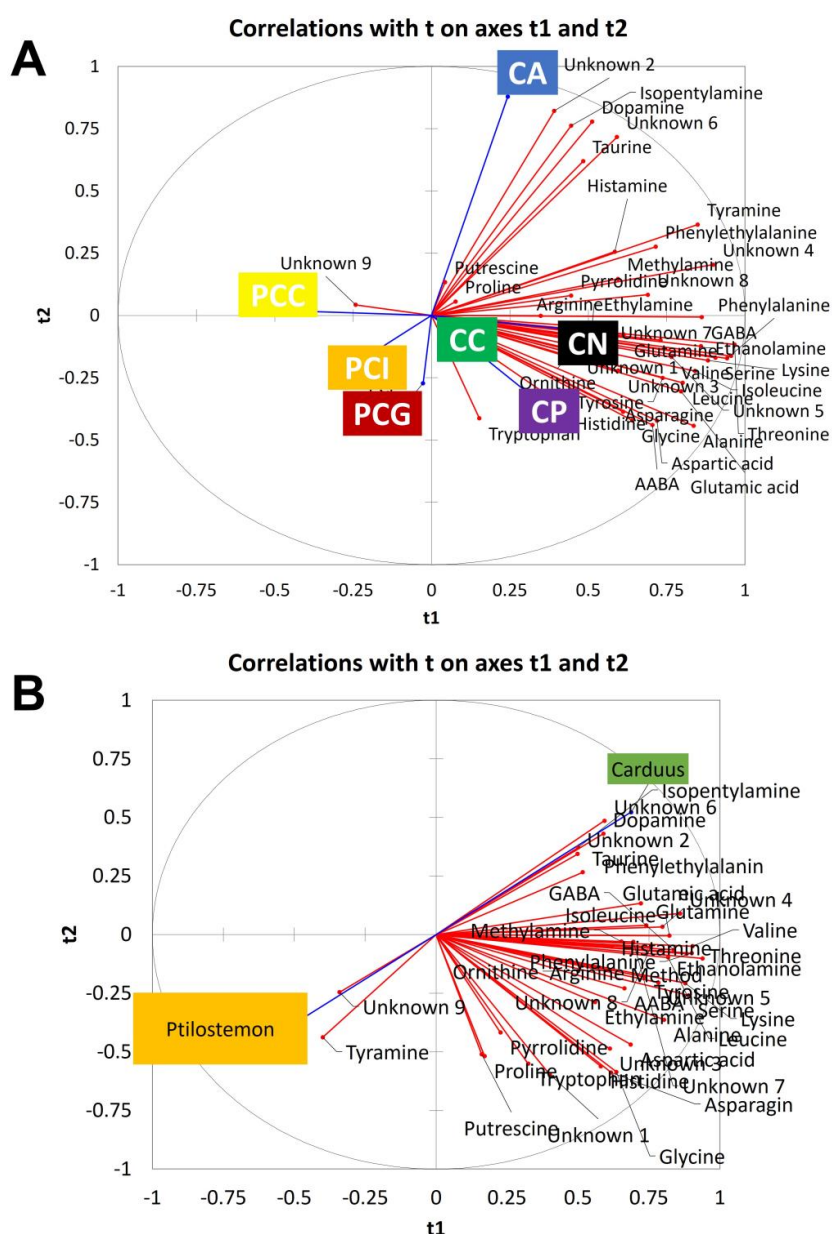 Correlations with t on axes t1 and t2
A
1
CA
Unknown 2
Isopentylamine
Dopamine
0.75
Unknown 6
Taurine
0.5
Histamine
Tyramine
0.25
Phenylethylalanine
Unknown 4
Unknown 9
Putrescine
Methylamine
PCC
Proline
Pyrrolidine
Unknown 8
t2
0
Arginine
Ethylamine
Phenylalanine
CC
CN
Unknown 7
GABA
PCI
Glutamine
Ethanolamine
-0.25
Unknown 1
Valine
Serine
Lysine
Ornithine
Unknown 3
Isoleucine
PCG
CP
Tyrosine
Leucine
Unknown 5
Asparagine
Tryptophan
Histidine
Glycine
Alanine
Threonine
-0.5
Aspartic acid
AABA
Glutamic acid
-0.75
-1
-1 -0.75 -0.5 -0.25 0 0.25 0.5 0.75 1
t1
B
Correlations with t on axes t1 and t2
1
0.75
Carduus
Isopentylamine
Unknown 6
0.5
Dopamine
Unknown 2
Taurine
Phenylethylalanin
0.25
GABA
Glutamic acid
Unknown 4
Isoleucine
Glutamine
t2
0
Methylamine
Valine
Histamine
Threonine
Phenylalanine
Ethanolamine
Ornithine
Arginine
Method
-0.25
Tyrosine
Unknown 9
Unknown 8
AABA
Unknown 5
Ptilostemon
Ethylamine
Serine
Lysine
Alanine
Leucine
-0.5
Tyramine
Pyrrolidine
Aspartic acid
Proline
Unknown 3
Tryptophan
Histidine
Unknown 7
Asparagin
-0.75
Putrescine
Unknown 1
Glycine
-1
-1 -0.75 -0.5 -0.25 0 0.25 0.5 0.75 1
t1